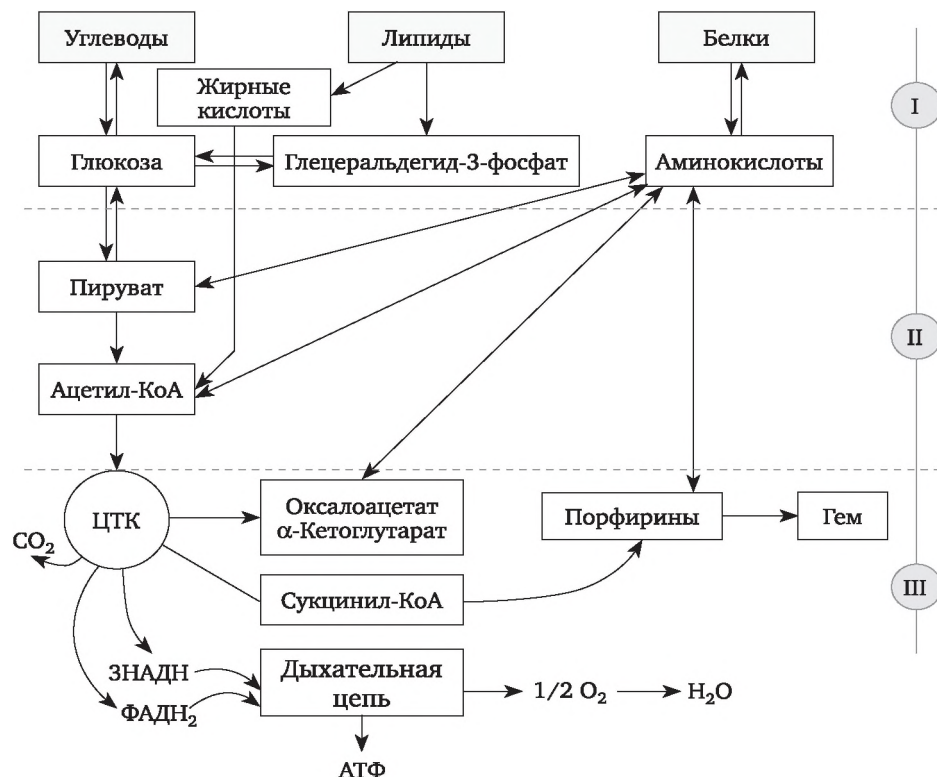 Углеводы
Липиды
Белки
Жирные
кислоты
I
Глюкоза
Глецеральдегид-3-фосфат
Аминокислоты
Пируват
II
Ацетил-КоА
ЦТК
Оксалоацетат
α-Кетоглутарат
Порфирины
Гем
CO₂
Сукцинил-КоА
III
3НАДН
Дыхательная
цепь
1/2 O₂
H₂O
ФАДН₂
АТФ